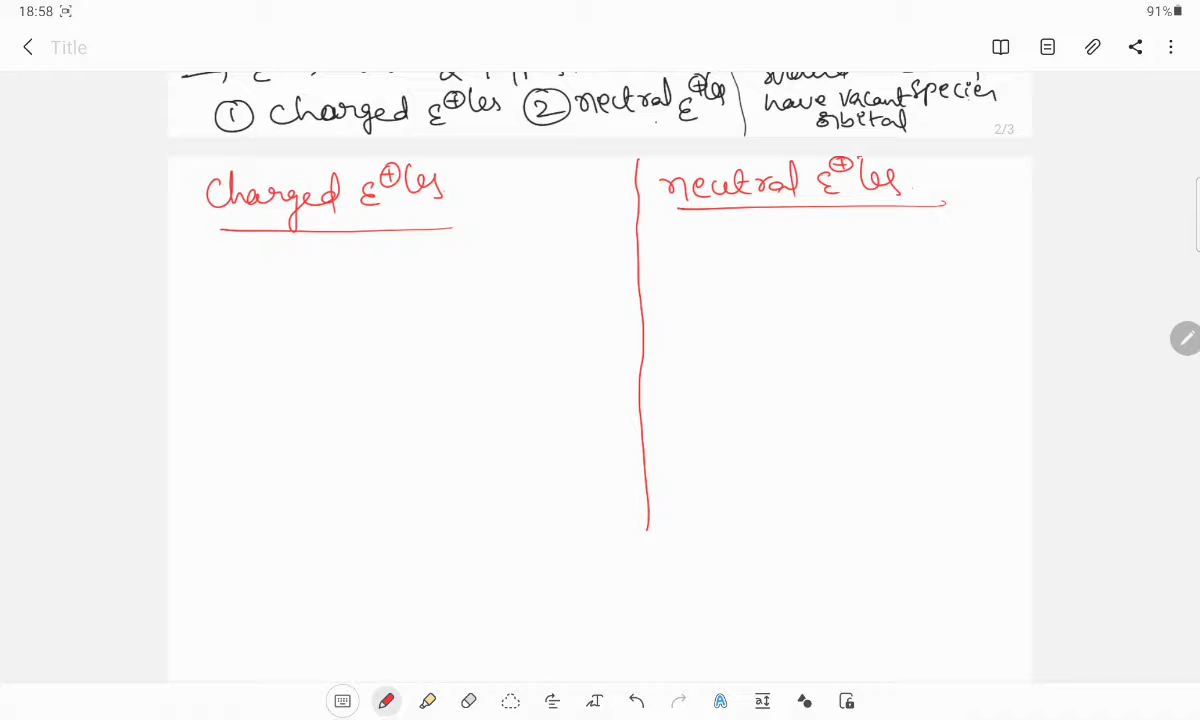 18:58
91%
Title
① charged ε⊕les ② neutral ε⊕les
have vacant species
orbital
2/3
Charged ε⊕les
neutral ε⊕les